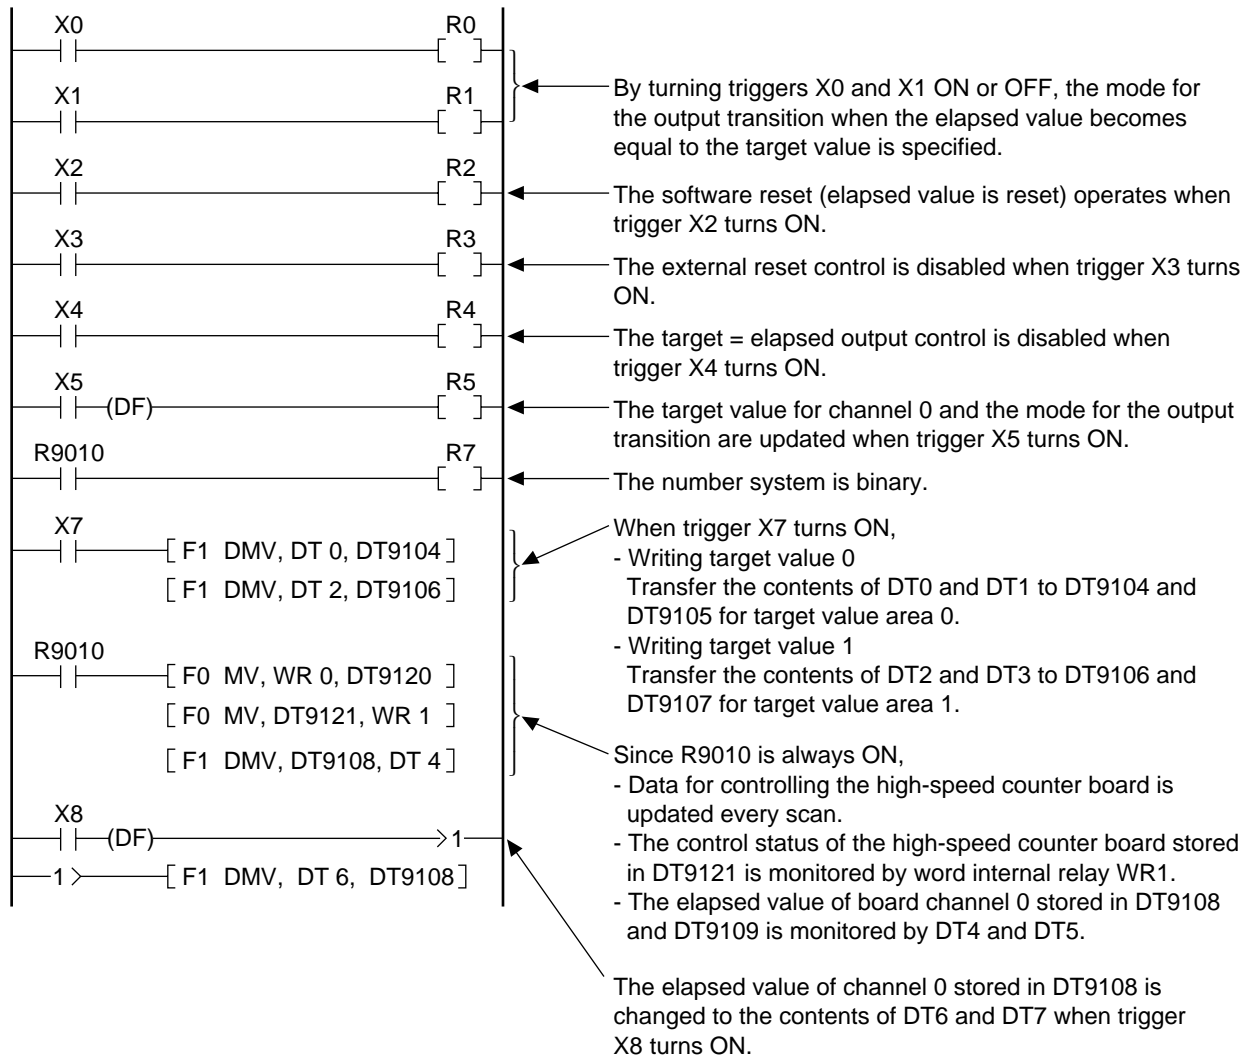 X0 R0
X1 R1
By turning triggers X0 and X1 ON or OFF, the mode for
the output transition when the elapsed value becomes
equal to the target value is specified.
X2 R2
The software reset (elapsed value is reset) operates when
trigger X2 turns ON.
X3 R3
The external reset control is disabled when trigger X3 turns
ON.
X4 R4
The target = elapsed output control is disabled when
trigger X4 turns ON.
X5 R5
(DF)
The target value for channel 0 and the mode for the output
transition are updated when trigger X5 turns ON.
R9010 R7
The number system is binary.
X7
[ F1 DMV, DT 0, DT9104 ]
[ F1 DMV, DT 2, DT9106 ]
When trigger X7 turns ON,
- Writing target value 0
Transfer the contents of DT0 and DT1 to DT9104 and
DT9105 for target value area 0.
- Writing target value 1
Transfer the contents of DT2 and DT3 to DT9106 and
DT9107 for target value area 1.
R9010
[ F0 MV, WR 0, DT9120 ]
[ F0 MV, DT9121, WR 1 ]
[ F1 DMV, DT9108, DT 4 ]
Since R9010 is always ON,
- Data for controlling the high-speed counter board is
updated every scan.
- The control status of the high-speed counter board stored
in DT9121 is monitored by word internal relay WR1.
- The elapsed value of board channel 0 stored in DT9108
and DT9109 is monitored by DT4 and DT5.
X8
(DF) >1
1> [ F1 DMV, DT 6, DT9108 ]
The elapsed value of channel 0 stored in DT9108 is
changed to the contents of DT6 and DT7 when trigger
X8 turns ON.